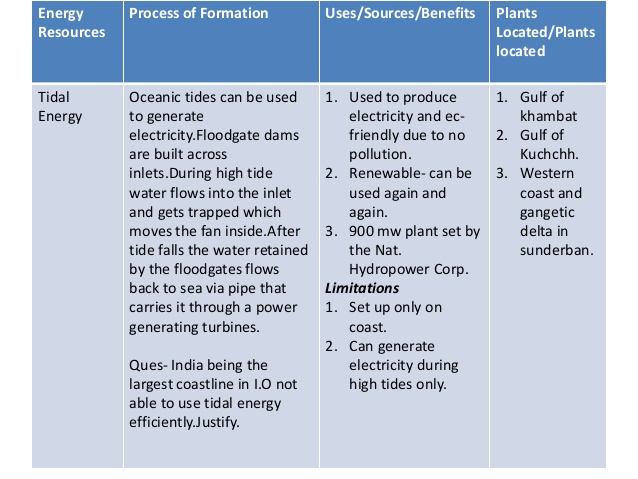 Energy Resources
Process of Formation
Uses/Sources/Benefits
Plants Located/Plants located
Tidal
Energy
Oceanic tides can be used
to generate
electricity.Floodgate dams
are built across
inlets.During high tide
water flows into the inlet
and gets trapped which
moves the fan inside.After
tide falls the water retained
by the floodgates flows
back to sea via pipe that
carries it through a power
generating turbines.
Ques- India being the
largest coastline in I.O not
able to use tidal energy
efficiently.Justify.
1. Used to produce
electricity and ec-
friendly due to no
pollution.
2. Renewable- can be
used again and
again.
3. 900 mw plant set by
the Nat.
Hydropower Corp.
Limitations
1. Set up only on
coast.
2. Can generate
electricity during
high tides only.
1. Gulf of
khambat
2. Gulf of
Kuchchh.
3. Western
coast and
gangetic
delta in
sunderban.